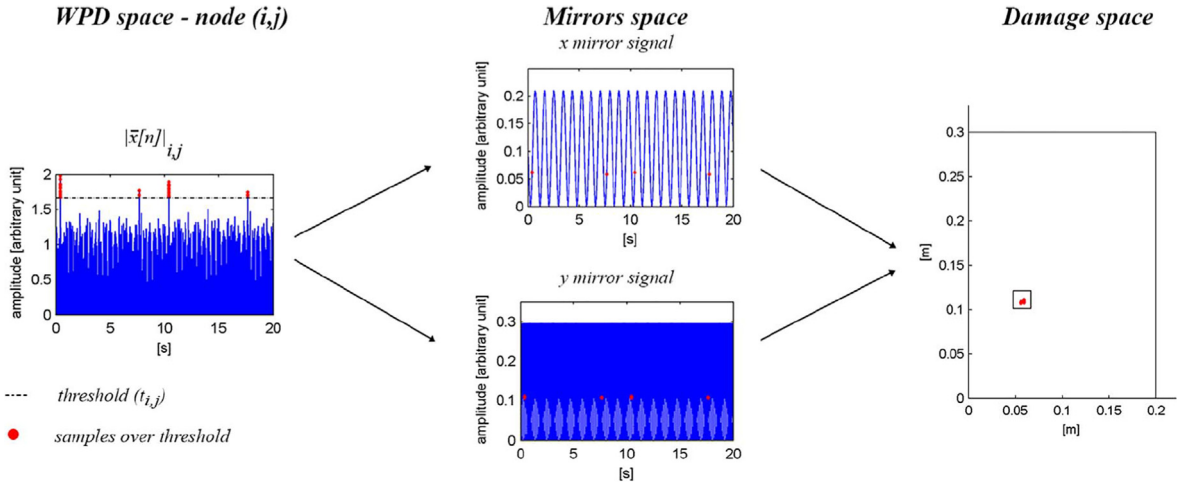 WPD space - node (i,j)
Mirrors space
Damage space
|x̄[n]|i,j
amplitude [arbitrary unit]
2
1.5
1
0.5
0
0 5 10 15 20
[s]
threshold (ti,j)
samples over threshold
x mirror signal
amplitude [arbitrary unit]
0.2
0.15
0.1
0.05
0
0 5 10 15 20
[s]
y mirror signal
amplitude [arbitrary unit]
0.3
0.2
0.1
0
0 5 10 15 20
[s]
[m]
0.3
0.25
0.2
0.15
0.1
0.05
0
0 0.05 0.1 0.15 0.2
[m]